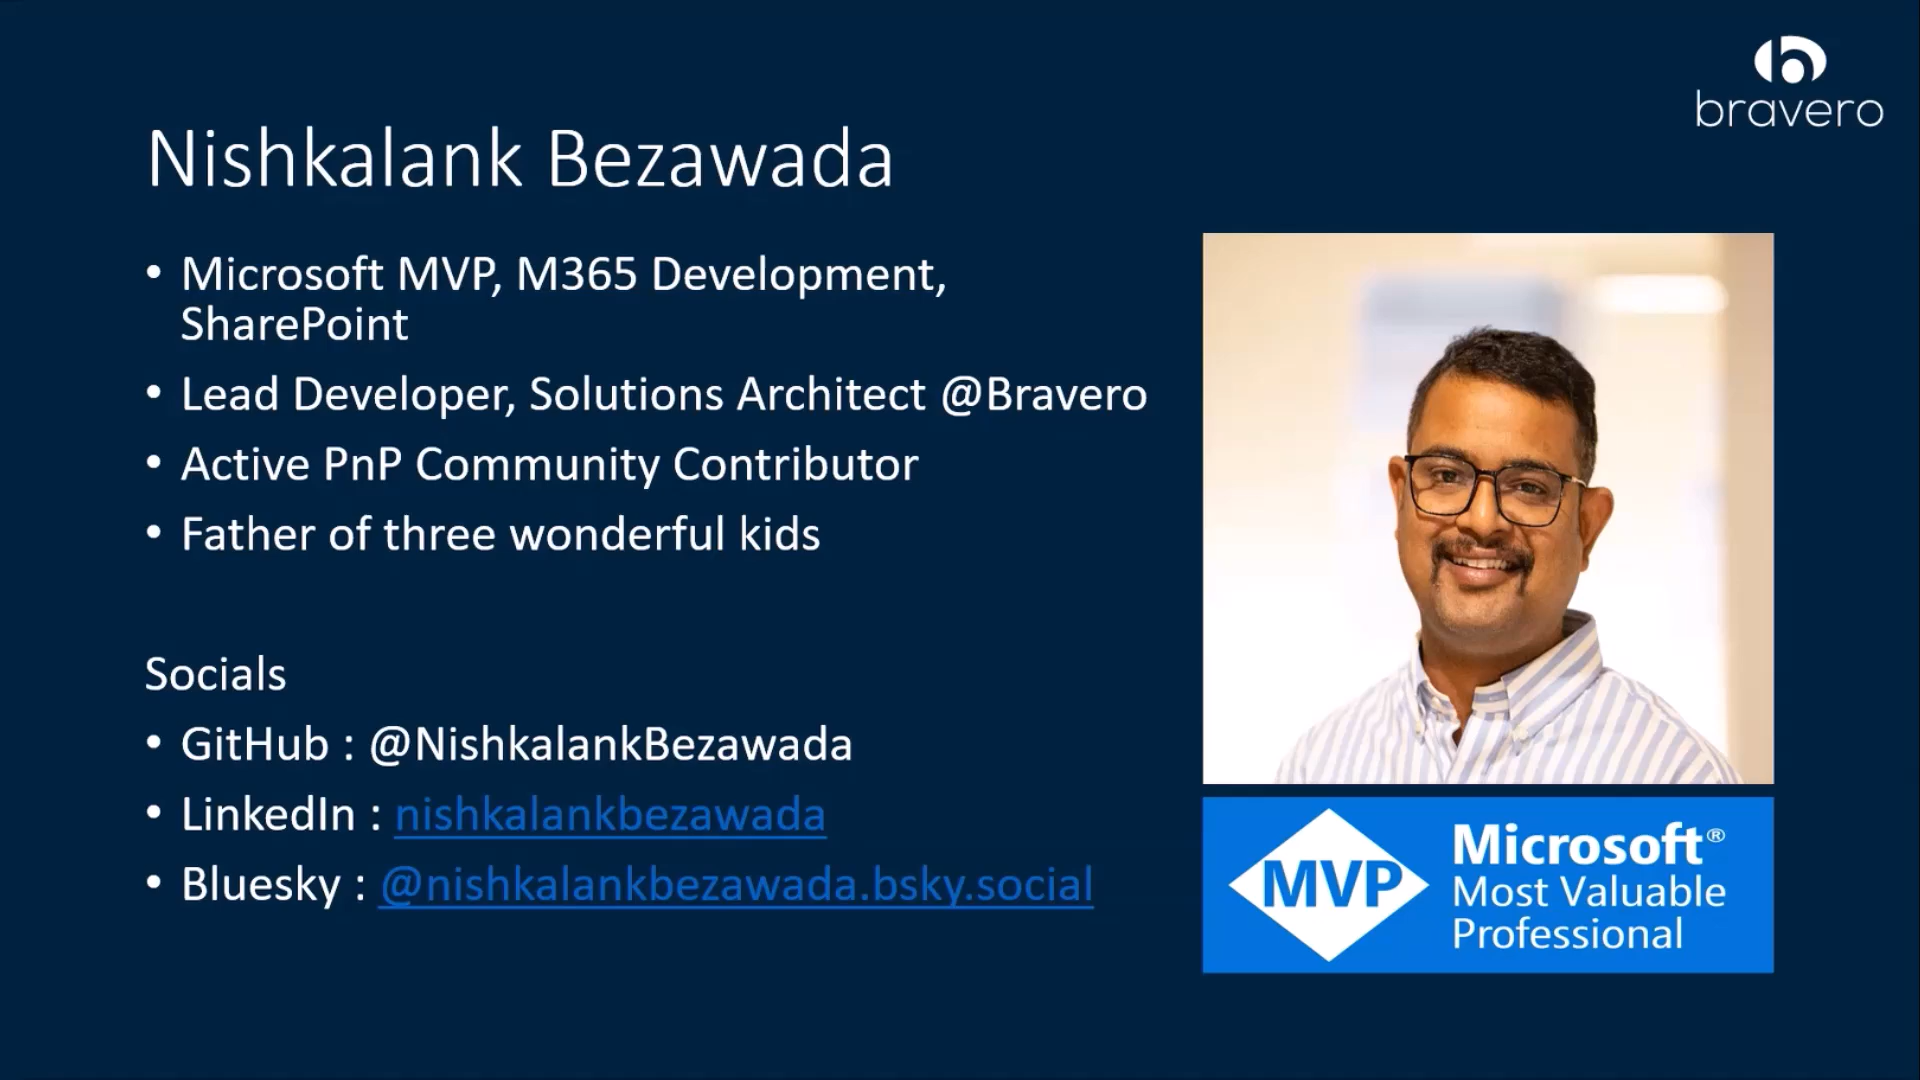 bravero
Nishkalank Bezawada
• Microsoft MVP, M365 Development,
SharePoint
• Lead Developer, Solutions Architect @Bravero
• Active PnP Community Contributor
• Father of three wonderful kids
Socials
• GitHub : @NishkalankBezawada
• LinkedIn : nishkalankbezawada
• Bluesky : @nishkalankbezawada.bsky.social
MVP
Microsoft®
Most Valuable
Professional